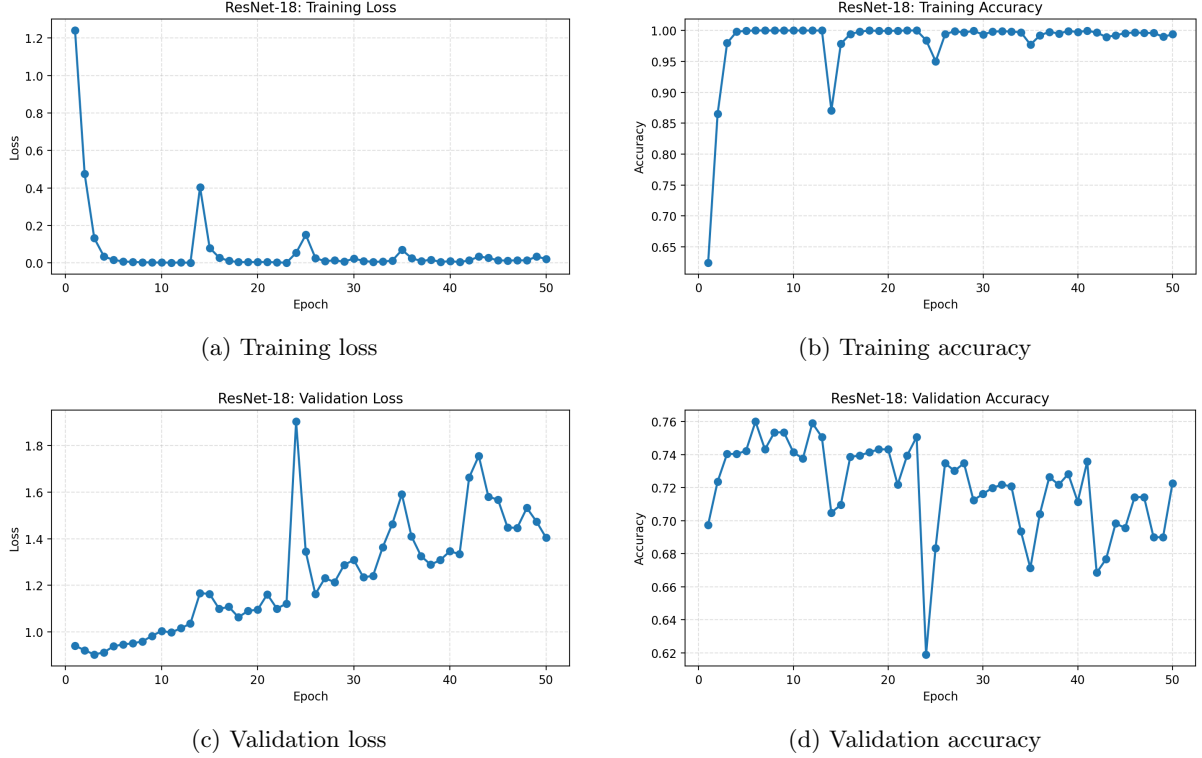 ResNet-18: Training Loss
1.2
1.0
0.8
0.6
0.4
0.2
0.0
Loss
0 10 20 30 40 50
Epoch
(a) Training loss
ResNet-18: Training Accuracy
1.00
0.95
0.90
0.85
0.80
0.75
0.70
0.65
Accuracy
0 10 20 30 40 50
Epoch
(b) Training accuracy
ResNet-18: Validation Loss
1.8
1.6
1.4
1.2
1.0
Loss
0 10 20 30 40 50
Epoch
(c) Validation loss
ResNet-18: Validation Accuracy
0.76
0.74
0.72
0.70
0.68
0.66
0.64
0.62
Accuracy
0 10 20 30 40 50
Epoch
(d) Validation accuracy